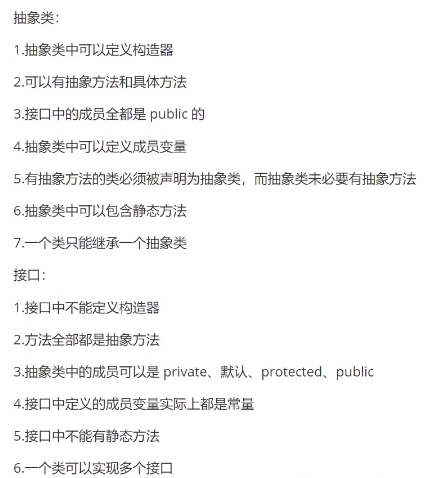 抽象类：
1.抽象类中可以定义构造器
2.可以有抽象方法和具体方法
3.接口中的成员全都是 public 的
4.抽象类中可以定义成员变量
5.有抽象方法的类必须被声明为抽象类，而抽象类未必要有抽象方法
6.抽象类中可以包含静态方法
7.一个类只能继承一个抽象类
接口：
1.接口中不能定义构造器
2.方法全部都是抽象方法
3.抽象类中的成员可以是 private、默认、protected、public
4.接口中定义的成员变量实际上都是常量
5.接口中不能有静态方法
6.一个类可以实现多个接口